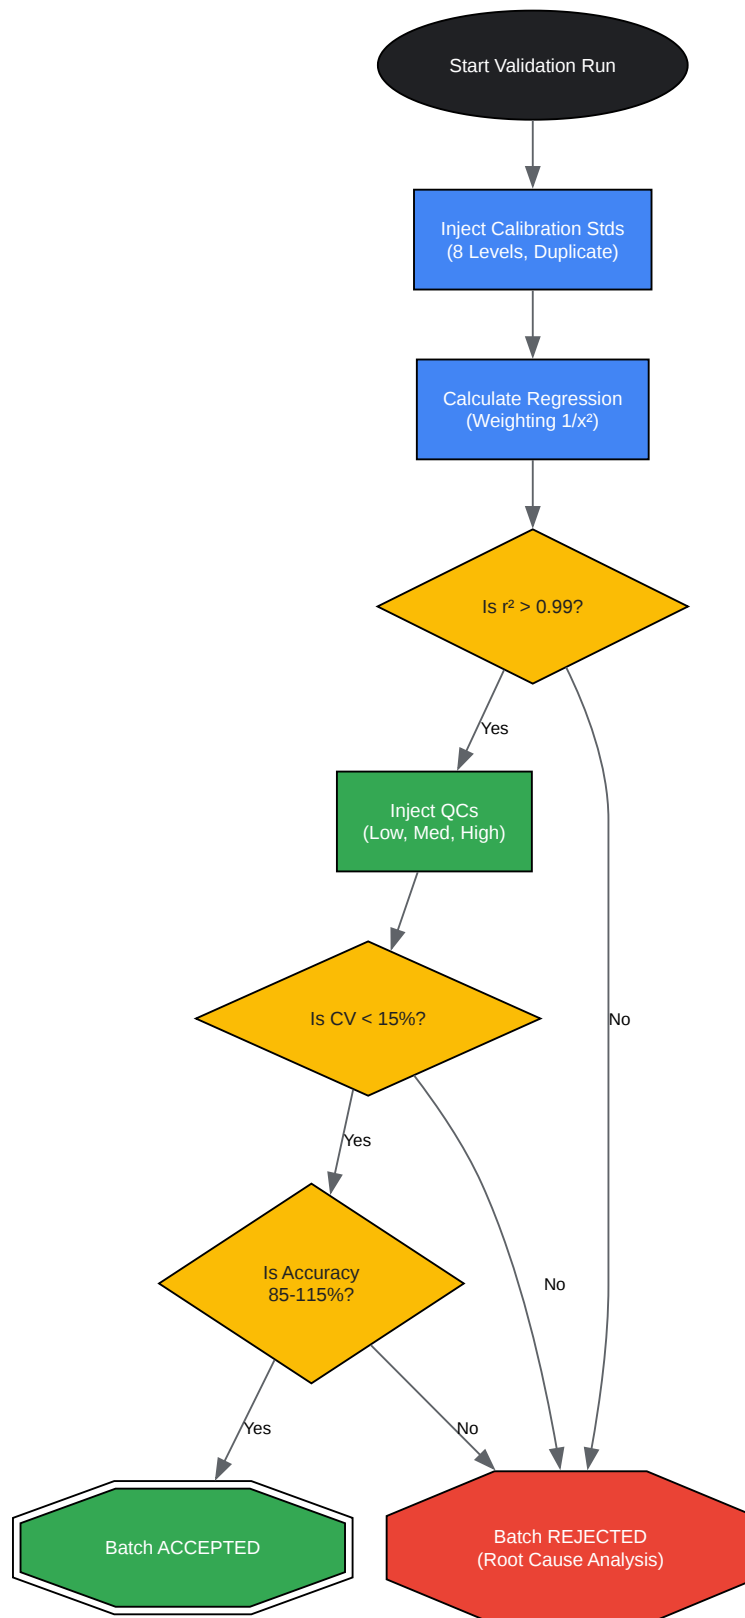 Start Validation Run
Inject Calibration Stds
(8 Levels, Duplicate)
Calculate Regression
(Weighting 1/x²)
Is r² > 0.99?
Yes
Inject QCs
(Low, Med, High)
Is CV < 15%?
No
Yes
Is Accuracy
85-115%?
No
Yes
No
Batch ACCEPTED
Batch REJECTED
(Root Cause Analysis)